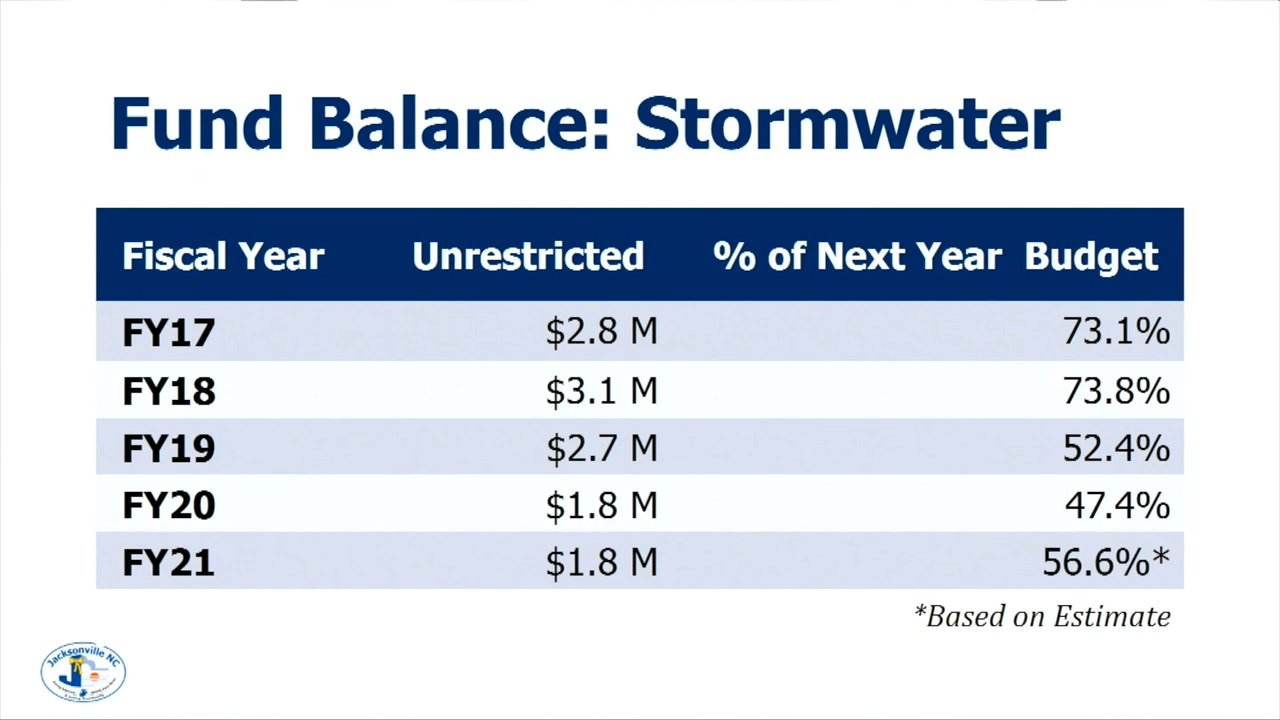 Fund Balance: Stormwater
Fiscal Year Unrestricted % of Next Year Budget
FY17 $2.8 M 73.1%
FY18 $3.1 M 73.8%
FY19 $2.7 M 52.4%
FY20 $1.8 M 47.4%
FY21 $1.8 M 56.6%*
*Based on Estimate
Jacksonville NC